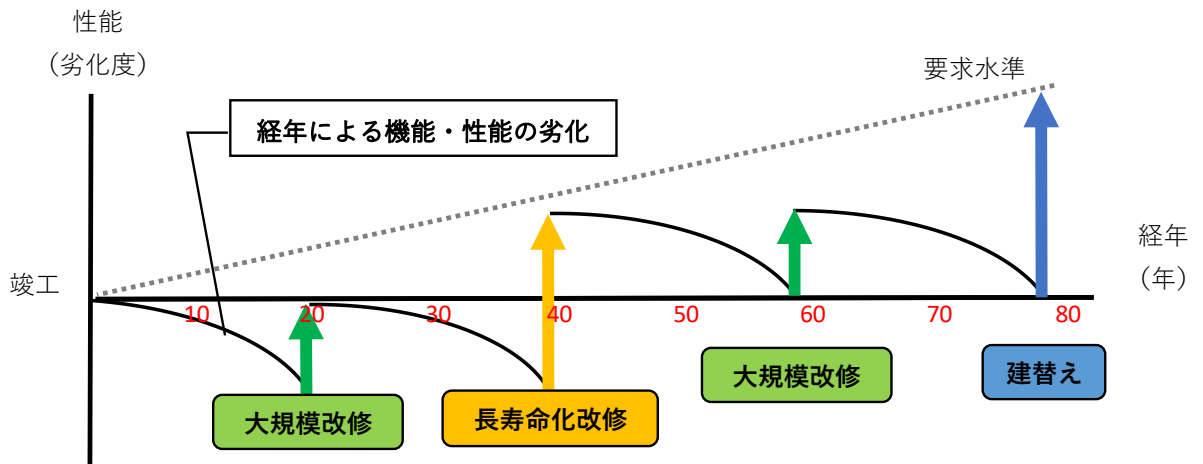 性能
（劣化度）
要求水準
経年による機能・性能の劣化
経年
（年）
竣工
10
20
30
40
50
60
70
80
大規模改修
長寿命化改修
大規模改修
建替え